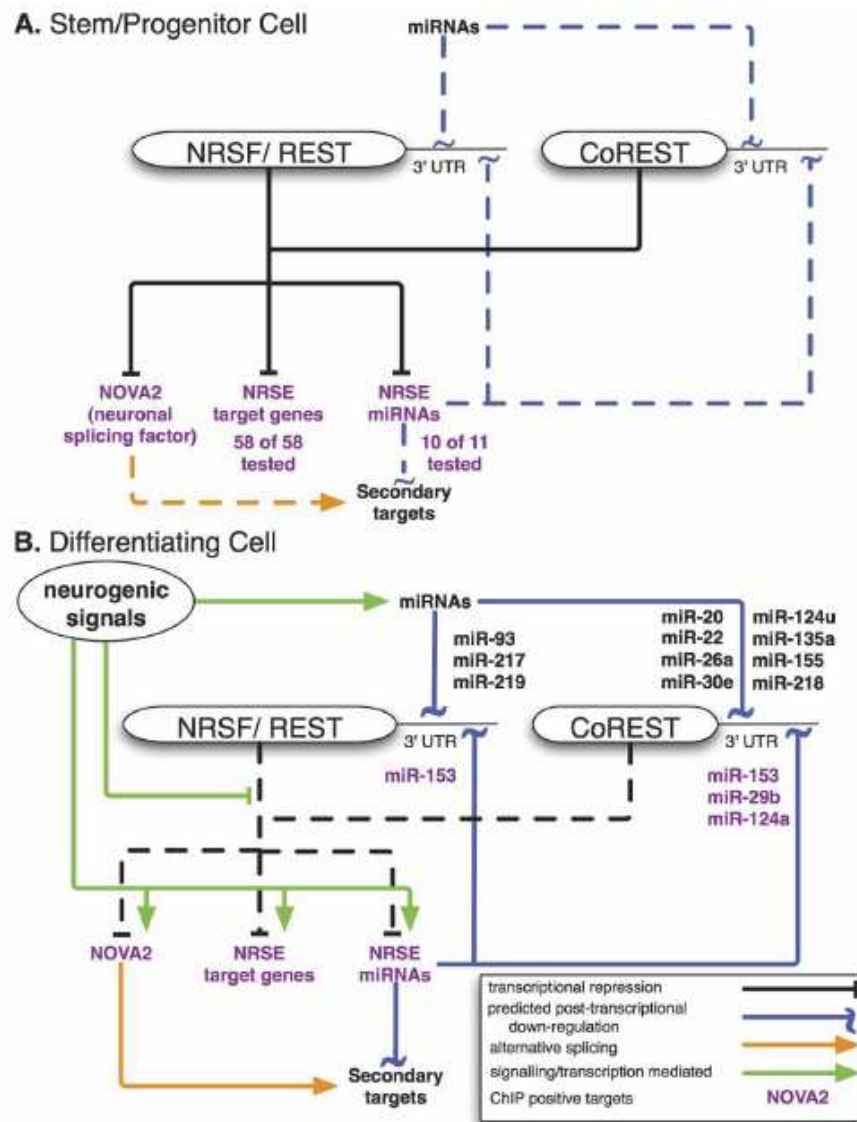 A. Stem/Progenitor Cell
miRNAs
NRSF/ REST
3' UTR
CoREST
3' UTR
NOVA2
(neuronal
splicing factor)
NRSE
target genes
58 of 58
tested
NRSE
miRNAs
10 of 11
tested
Secondary
targets
B. Differentiating Cell
neurogenic
signals
miRNAs
miR-93
miR-217
miR-219
miR-20
miR-22
miR-26a
miR-30e
miR-124u
miR-135a
miR-155
miR-218
NRSF/ REST
3' UTR
CoREST
3' UTR
miR-153
miR-153
miR-29b
miR-124a
NOVA2
NRSE
target genes
NRSE
miRNAs
Secondary
targets
transcriptional repression
predicted post-transcriptional
down-regulation
alternative splicing
signalling/transcription mediated
ChIP positive targets NOVA2